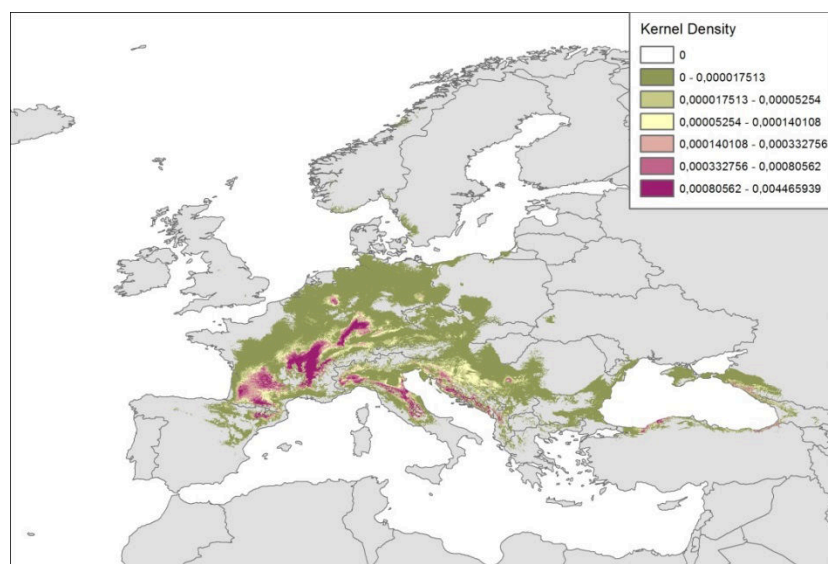 Kernel Density
0
0 - 0,000017513
0,000017513 - 0,00005254
0,00005254 - 0,000140108
0,000140108 - 0,000332756
0,000332756 - 0,00080562
0,00080562 - 0,004465939